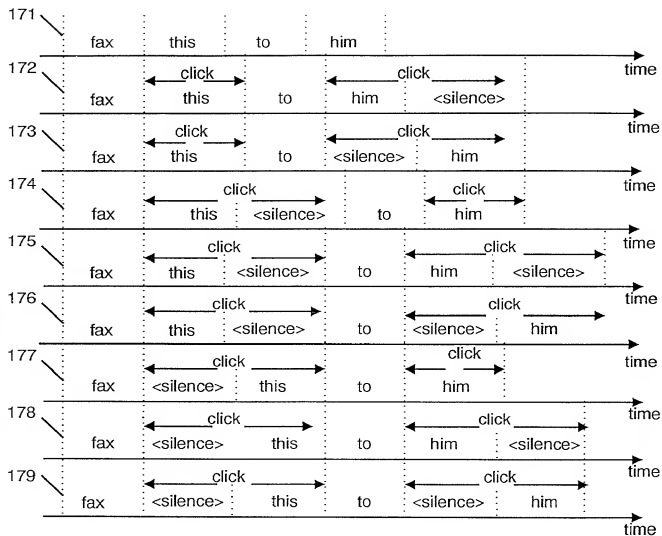 171
fax this to him
time
172
click click
fax this to him <silence>
time
173
click click
fax this to <silence> him
time
174
click click
fax this <silence> to him
time
175
click click
fax this <silence> to him <silence>
time
176
click click
fax this <silence> to <silence> him
time
177
click click
fax <silence> this to him
time
178
click click
fax <silence> this to him <silence>
time
179
click click
fax <silence> this to <silence> him
time